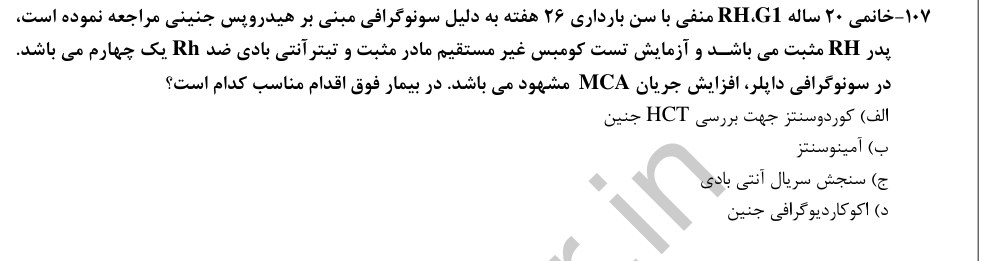 ۱۰۷-خانمی ۲۰ ساله RH،G1 منفی با سن بارداری ۲۶ هفته به دلیل سونوگرافی مبنی بر هیدروپس جنینی مراجعه نموده است،
پدر RH مثبت می باشد و آزمایش تست کومبس غیر مستقیم مادر مثبت و تیترآنتی بادی ضد Rh یک چهارم می باشد.
در سونوگرافی داپلر، افزایش جریان MCA مشهود می باشد. در بیمار فوق اقدام مناسب کدام است؟
الف) کوردوسنتز جهت بررسی HCT جنین
ب) آمینوسنتز
ج) سنجش سریال آنتی بادی
د) اکوکاردیوگرافی جنین